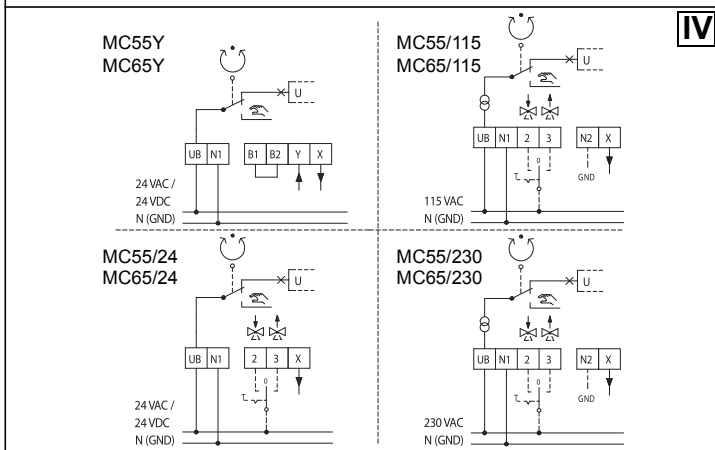 IV
MC55Y
MC65Y
U
UB N1 B1 B2 Y X
24 VAC /
24 VDC
N (GND)
MC55/115
MC65/115
U
UB N1 2 3 N2 X
0
T
GND
115 VAC
N (GND)
MC55/24
MC65/24
U
UB N1 2 3 X
0
T
24 VAC /
24 VDC
N (GND)
MC55/230
MC65/230
U
UB N1 2 3 N2 X
0
T
GND
230 VAC
N (GND)